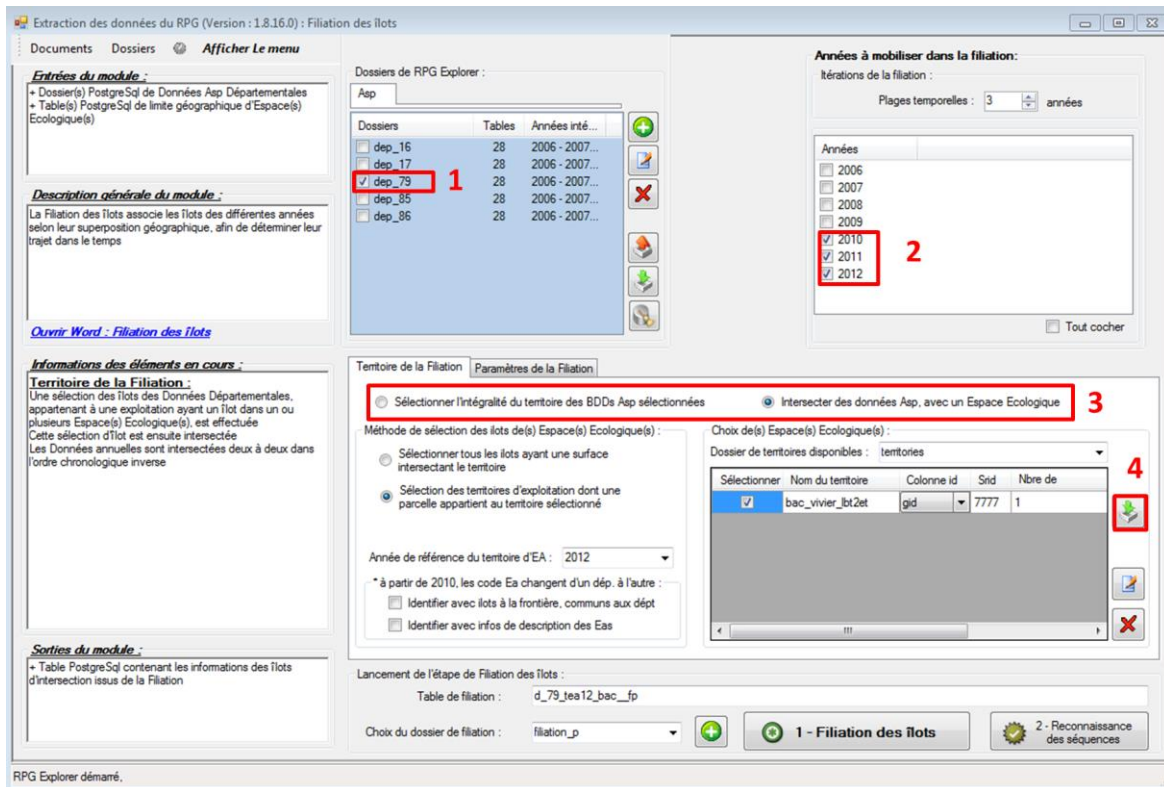 Extraction des données du RPG (Version : 1.8.16.0) : Filiation des îlots
Documents Dossiers Afficher Le menu
Entrées du module :
+ Dossier(s) PostgreSql de Données Asp Départementales
+ Table(s) PostgreSql de limite géographique d'Espace(s)
Ecologique(s)
Description générale du module :
La Filiation des îlots associe les îlots des différentes années
selon leur superposition géographique, afin de déterminer leur
trajet dans le temps
Ouvrir Word : Filiation des îlots
Informations des éléments en cours :
Territoire de la Filiation :
Une sélection des îlots des Données Départementales,
appartenant à une exploitation ayant un îlot dans un ou
plusieurs Espace(s) Ecologique(s), est effectuée
Cette sélection d'îlot est ensuite intersectée
Les Données annuelles sont intersectées deux à deux dans
l'ordre chronologique inverse
Sorties du module :
+ Table PostgreSql contenant les informations des îlots
d'intersection issus de la Filiation
Dossiers de RPG Explorer :
Asp
Dossiers Tables Années inté...
dep_16 28 2006 - 2007...
dep_17 28 2006 - 2007...
dep_79 28 2006 - 2007...
dep_85 28 2006 - 2007...
dep_86 28 2006 - 2007...
1
Années à mobiliser dans la filiation:
Itérations de la filiation :
Plages temporelles : 3 années
Années
2006
2007
2008
2009
2010
2011
2012
2
Tout cocher
Territoire de la Filiation Paramètres de la Filiation
Sélectionner l'intégralité du territoire des BDDs Asp sélectionnées Intersecter des données Asp, avec un Espace Ecologique
3
Méthode de sélection des ilots de(s) Espace(s) Ecologique(s) :
Sélectionner tous les ilots ayant une surface
intersectant le territoire
Sélection des territoires d'exploitation dont une
parcelle appartient au territoire sélectionné
Année de référence du territoire d'EA : 2012
* à partir de 2010, les code Ea changent d'un dép. à l'autre :
Identifier avec ilots à la frontière, communs aux dépt
Identifier avec infos de description des Eas
Choix de(s) Espace(s) Ecologique(s) :
Dossier de territoires disponibles : territories
Sélectionner Nom du territoire Colonne id Srid Nbre de
bac_vivier_lbt2et gid 7777 1
4
Lancement de l'étape de Filiation des îlots :
Table de filiation : d_79_tea12_bac__fp
Choix du dossier de filiation : filiation_p
1 - Filiation des îlots
2 - Reconnaissance
des séquences
RPG Explorer démarré.